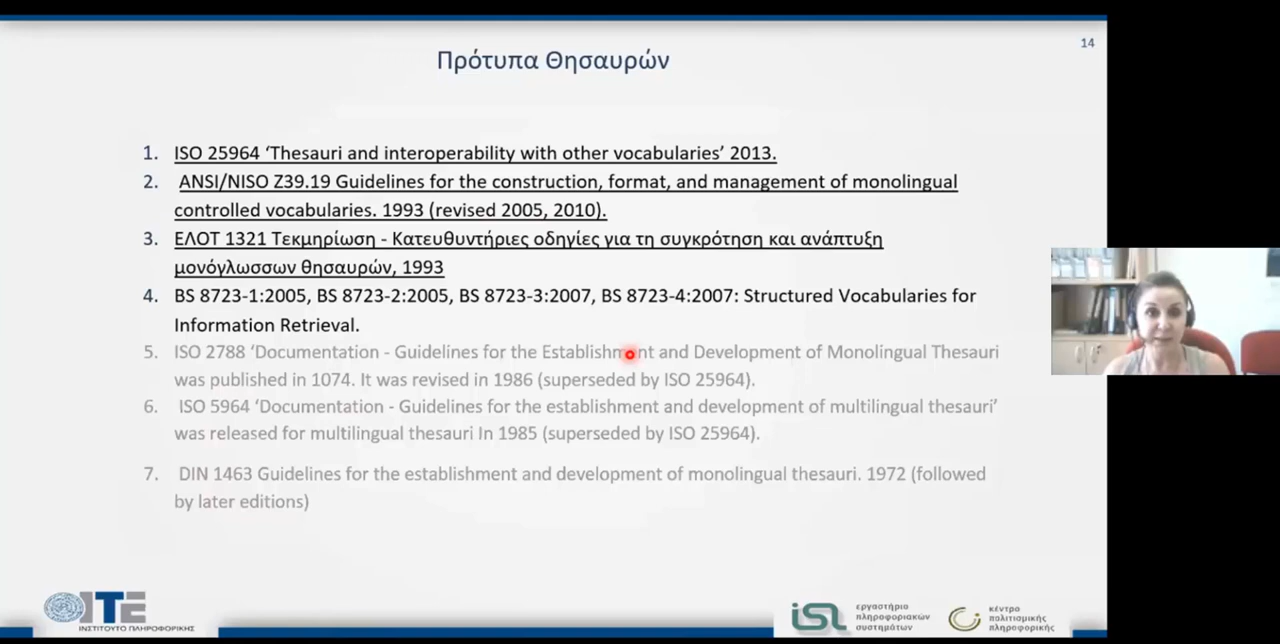 14
Πρότυπα Θησαυρών
1. ISO 25964 ‘Thesauri and interoperability with other vocabularies’ 2013.
2. ANSI/NISO Z39.19 Guidelines for the construction, format, and management of monolingual
controlled vocabularies. 1993 (revised 2005, 2010).
3. ΕΛΟΤ 1321 Τεκμηρίωση - Κατευθυντήριες οδηγίες για τη συγκρότηση και ανάπτυξη
μονόγλωσσων θησαυρών, 1993
4. BS 8723-1:2005, BS 8723-2:2005, BS 8723-3:2007, BS 8723-4:2007: Structured Vocabularies for
Information Retrieval.
5. ISO 2788 ‘Documentation - Guidelines for the Establishment and Development of Monolingual Thesauri
was published in 1074. It was revised in 1986 (superseded by ISO 25964).
6. ISO 5964 ‘Documentation - Guidelines for the establishment and development of multilingual thesauri’
was released for multilingual thesauri In 1985 (superseded by ISO 25964).
7. DIN 1463 Guidelines for the establishment and development of monolingual thesauri. 1972 (followed
by later editions)
ΙΤΕ
ΙΝΣΤΙΤΟΥΤΟ ΠΛΗΡΟΦΟΡΙΚΗΣ
isl
εργαστήριο
πληροφοριακών
συστημάτων
κέντρο
πολιτισμικής
πληροφορικής